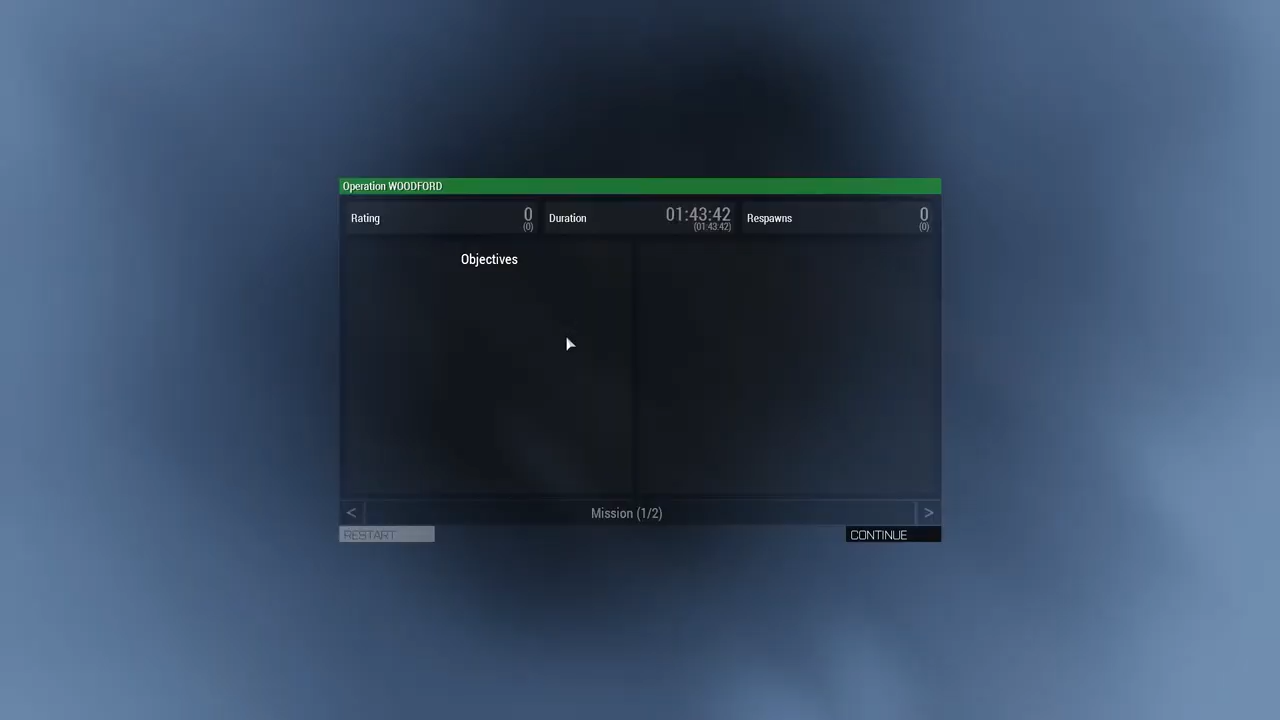 Operation WOODFORD
Rating 0 (0) Duration 01:43:42 (01:43:42) Respawns 0 (0)
Objectives
< Mission (1/2) >
RESTART CONTINUE